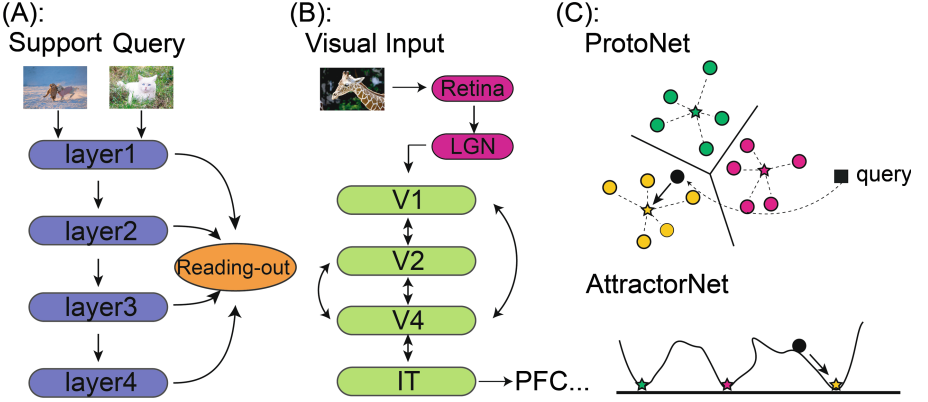 (A):
Support Query
layer1
layer2
layer3
layer4
Reading-out
(B):
Visual Input
Retina
LGN
V1
V2
V4
IT
PFC...
(C):
ProtoNet
query
AttractorNet